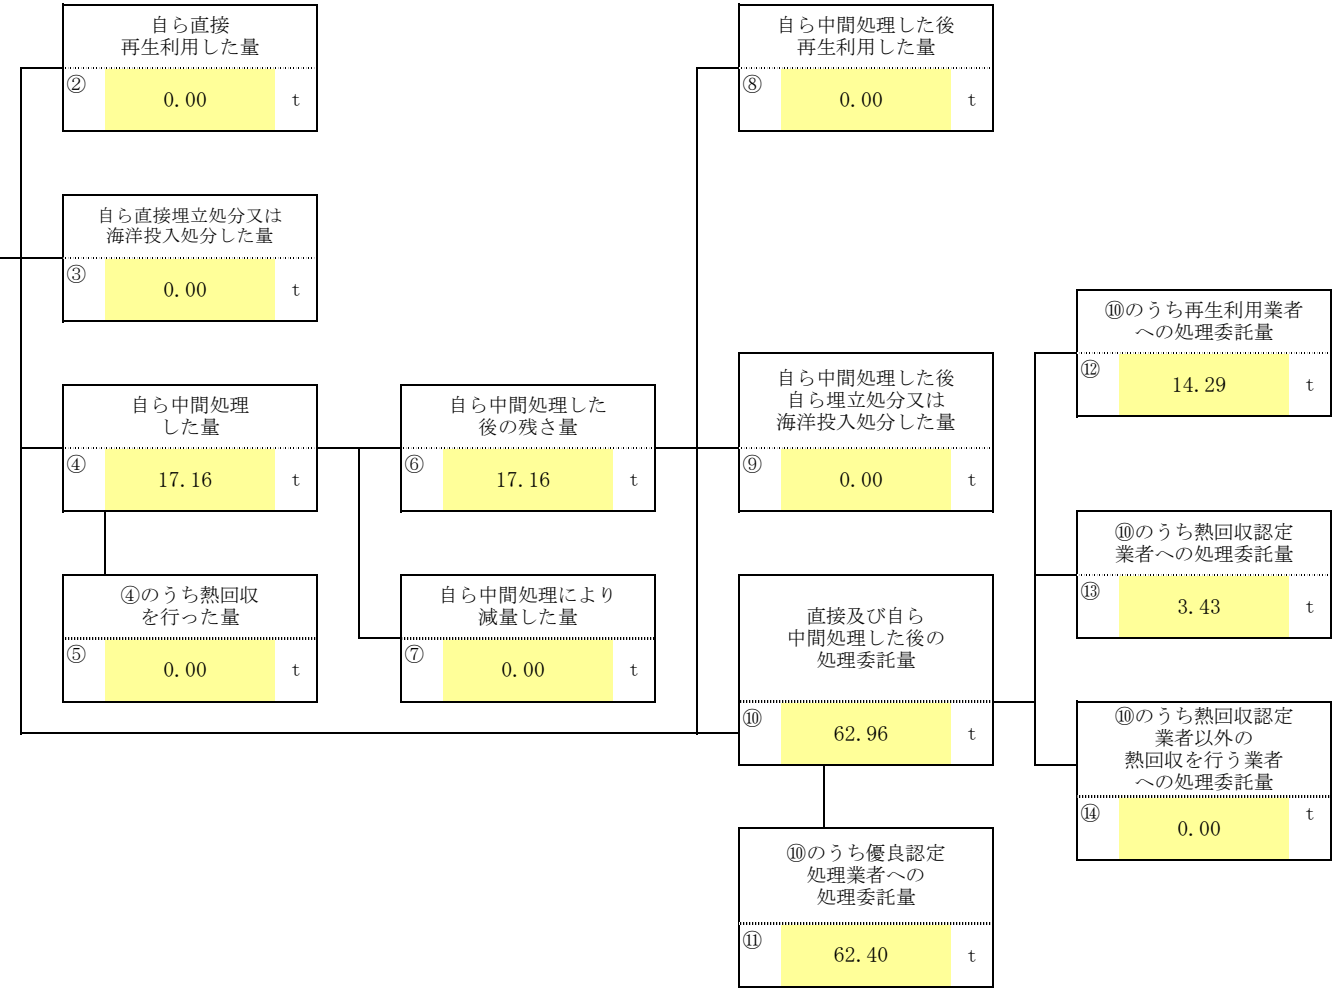 自ら直接
再生利用した量
② 0.00 t
自ら直接埋立処分又は
海洋投入処分した量
③ 0.00 t
自ら中間処理
した量
④ 17.16 t
④のうち熱回収
を行った量
⑤ 0.00 t
自ら中間処理した
後の残さ量
⑥ 17.16 t
自ら中間処理により
減量した量
⑦ 0.00 t
自ら中間処理した後
再生利用した量
⑧ 0.00 t
自ら中間処理した後
自ら埋立処分又は
海洋投入処分した量
⑨ 0.00 t
直接及び自ら
中間処理した後の
処理委託量
⑩ 62.96 t
⑩のうち優良認定
処理業者への
処理委託量
⑪ 62.40 t
⑩のうち再生利用業者
への処理委託量
⑫ 14.29 t
⑩のうち熱回収認定
業者への処理委託量
⑬ 3.43 t
⑩のうち熱回収認定
業者以外の
熱回収を行う業者
への処理委託量
⑭ 0.00 t